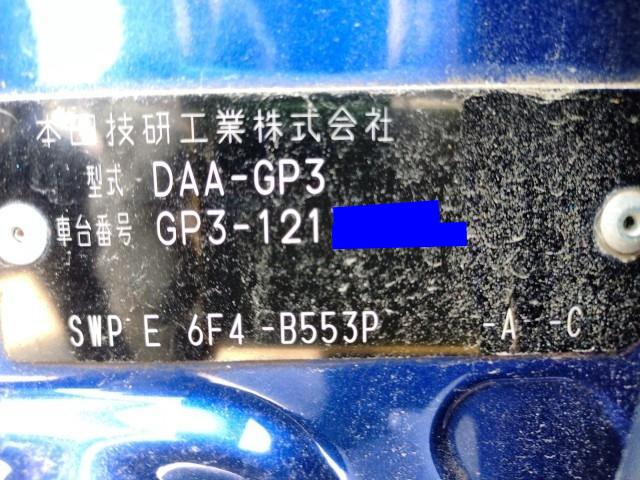 本田技研工業株式会社
型式 DAA-GP3
車台番号 GP3-121
SWP E 6F4 -B553P -A -C